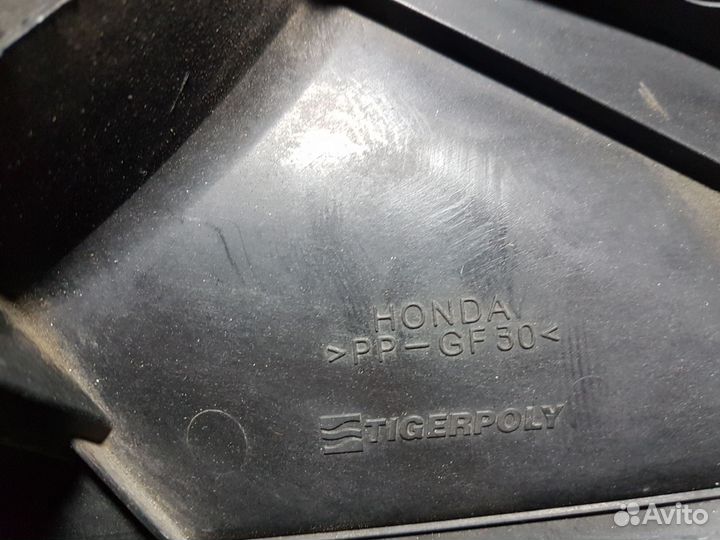 HONDA
>PP-GF30<
TIGERPOLY
Avito